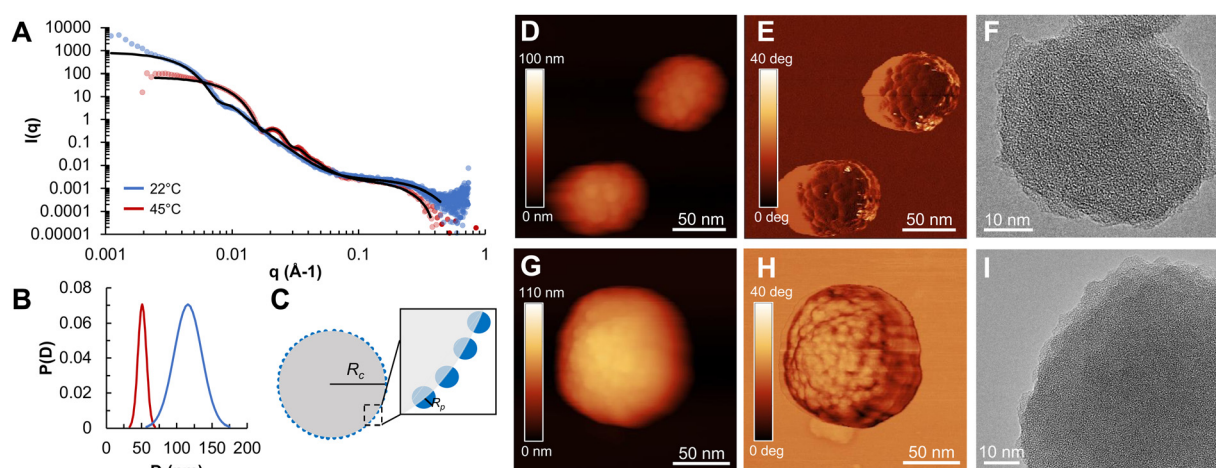 A
I(q)
10000
1000
100
10
1
0.1
0.01
0.001
0.0001
0.00001
22°C
45°C
0.001 0.01 0.1 1
q (Å-1)
B
P(D)
0.08
0.06
0.04
0.02
0
0 50 100 150 200
C
Rc
Rp
D
100 nm
0 nm
50 nm
E
40 deg
0 deg
50 nm
F
10 nm
G
110 nm
0 nm
50 nm
H
40 deg
0 deg
50 nm
I
10 nm